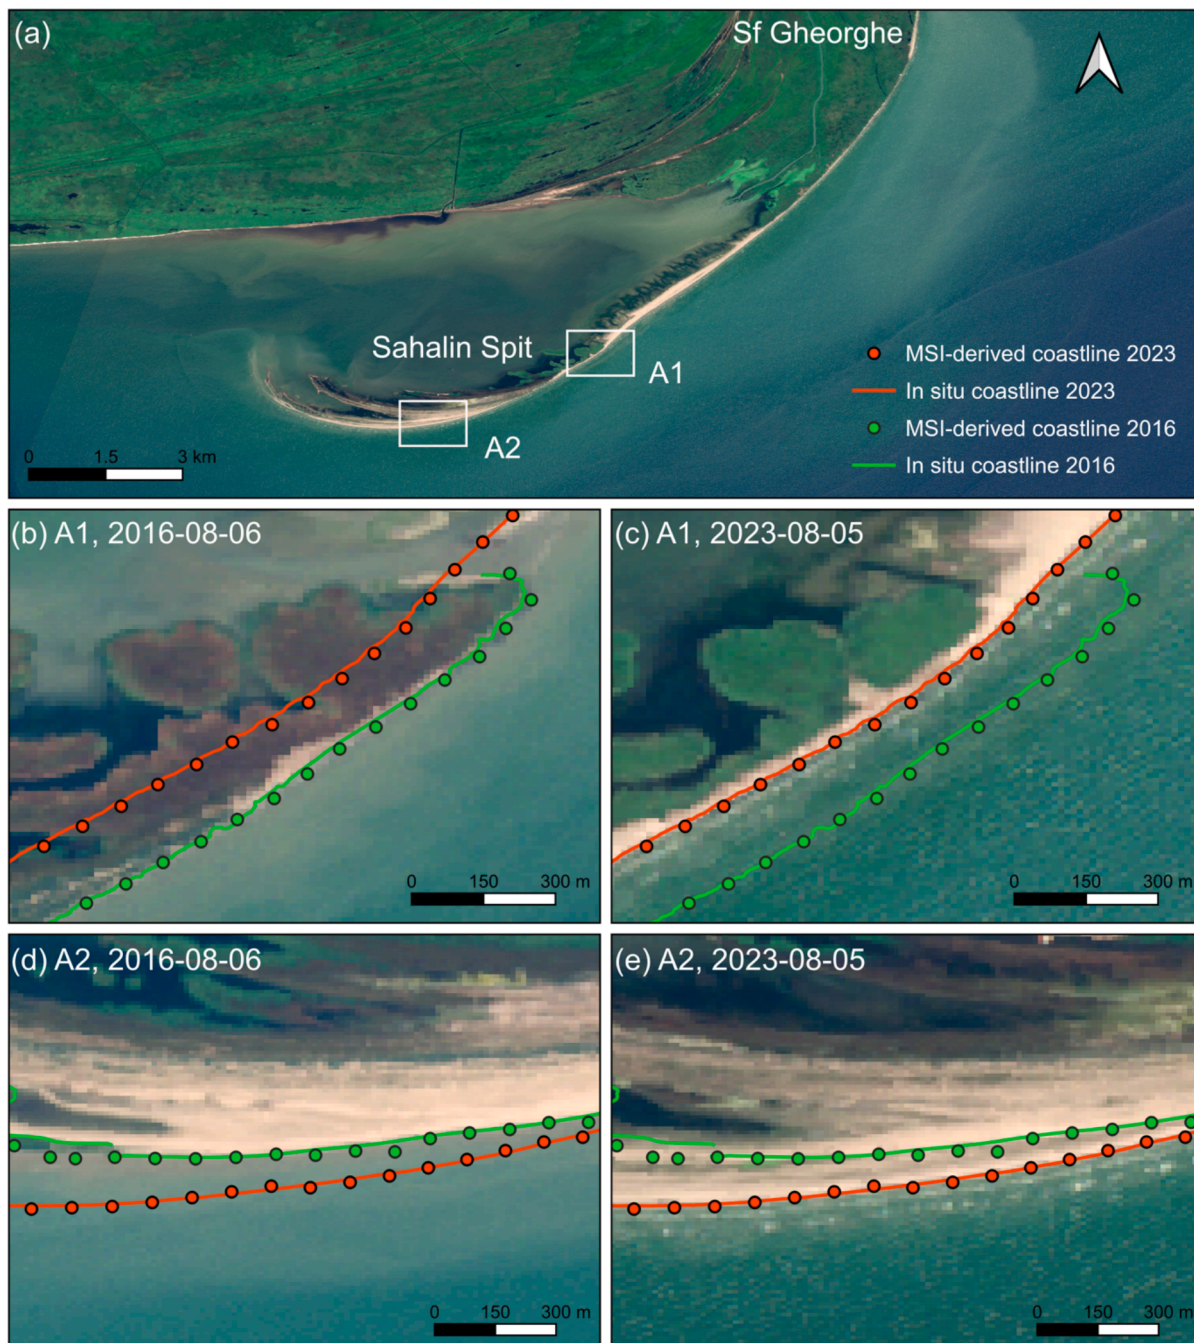 (a)
Sf Gheorghe
Sahalin Spit
A1
A2
0 1.5 3 km
MSI-derived coastline 2023
In situ coastline 2023
MSI-derived coastline 2016
In situ coastline 2016
(b) A1, 2016-08-06
0 150 300 m
(c) A1, 2023-08-05
0 150 300 m
(d) A2, 2016-08-06
0 150 300 m
(e) A2, 2023-08-05
0 150 300 m